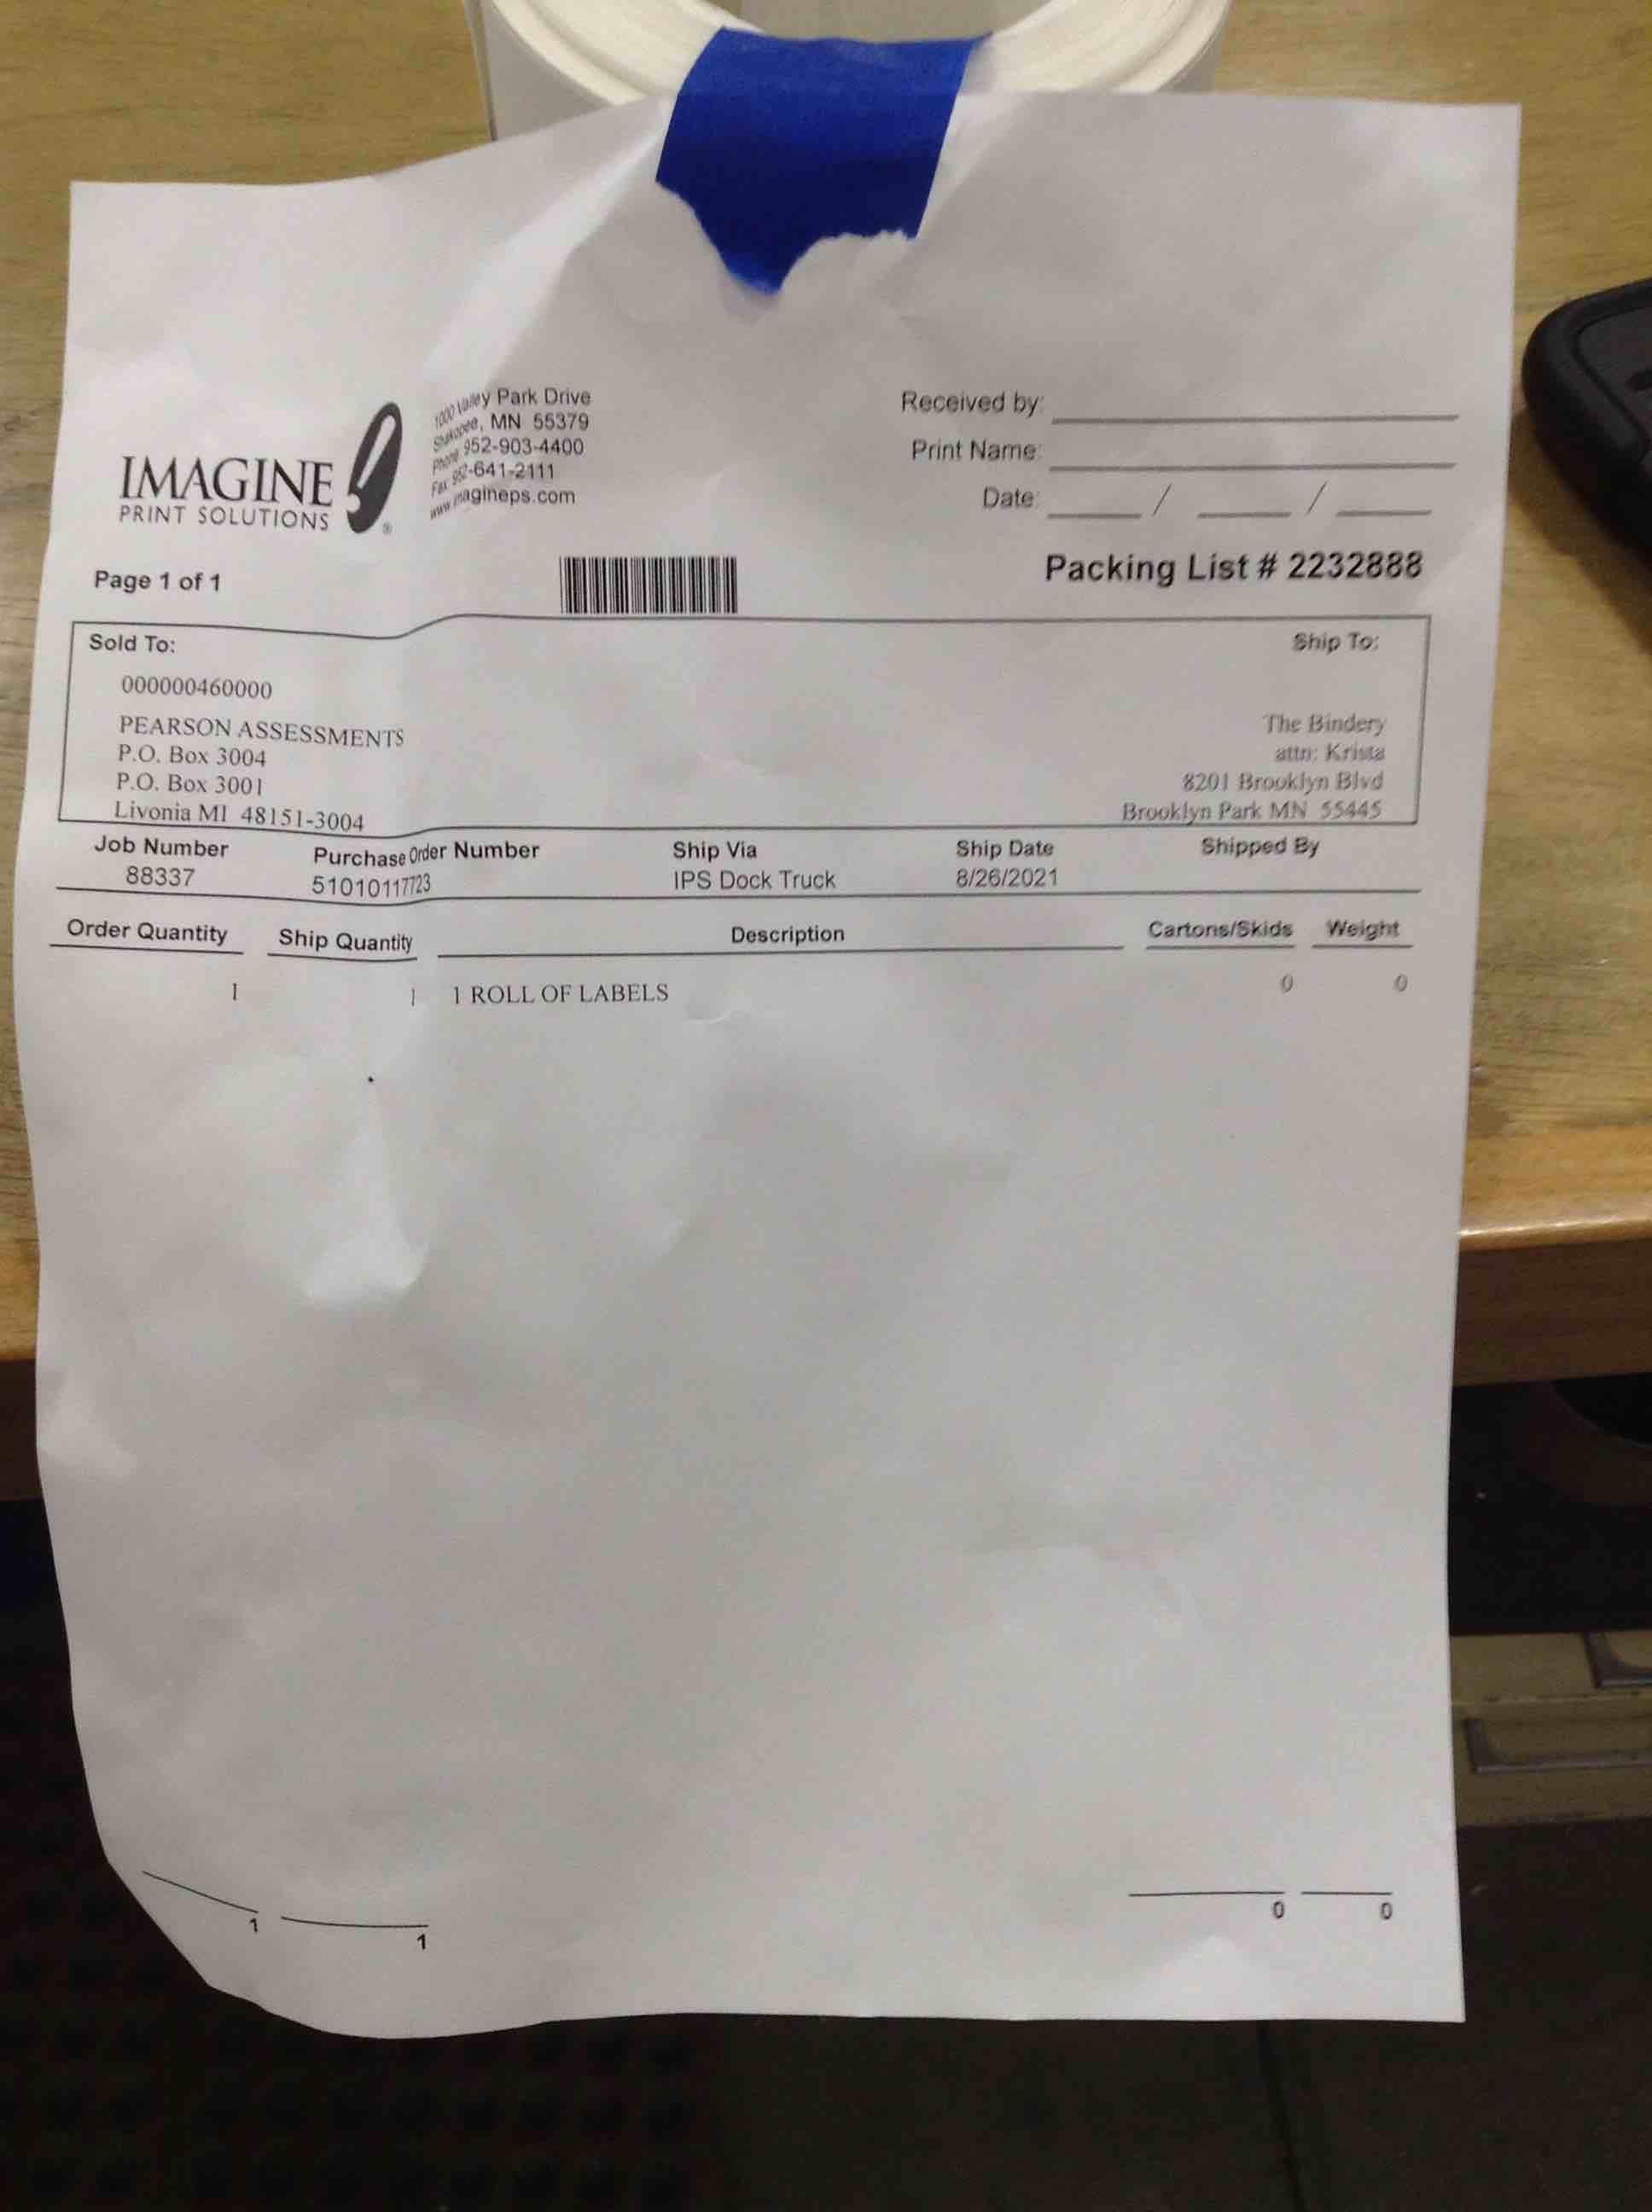 IMAGINE
PRINT SOLUTIONS
®
1000 Valley Park Drive
Shakopee, MN 55379
Phone 952-903-4400
Fax 952-641-2111
www.imagineps.com
Received by:
Print Name:
Date: / /
Page 1 of 1
Packing List # 2232888
Sold To:
000000460000
PEARSON ASSESSMENTS
P.O. Box 3004
P.O. Box 3001
Livonia MI 48151-3004
Ship To:
The Bindery
attn: Krista
8201 Brooklyn Blvd
Brooklyn Park MN 55445
Job Number Purchase Order Number Ship Via Ship Date Shipped By
88337 51010117723 IPS Dock Truck 8/26/2021
Order Quantity Ship Quantity Description Cartons/Skids Weight
1 1 1 ROLL OF LABELS 0 0
1 1 0 0